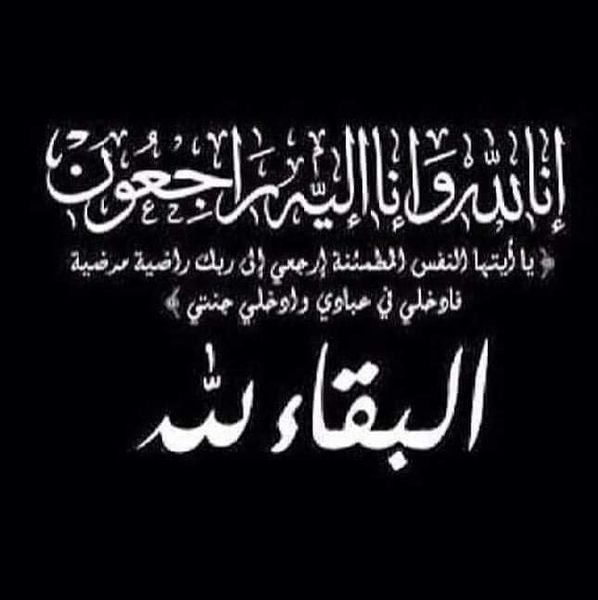 إنا لله وإنا إليه راجعون
﴿ يا أيتها النفس المطمئنة إرجعي إلى ربك راضية مرضية
فادخلي في عبادي وادخلي جنتي ﴾
البقاء لله